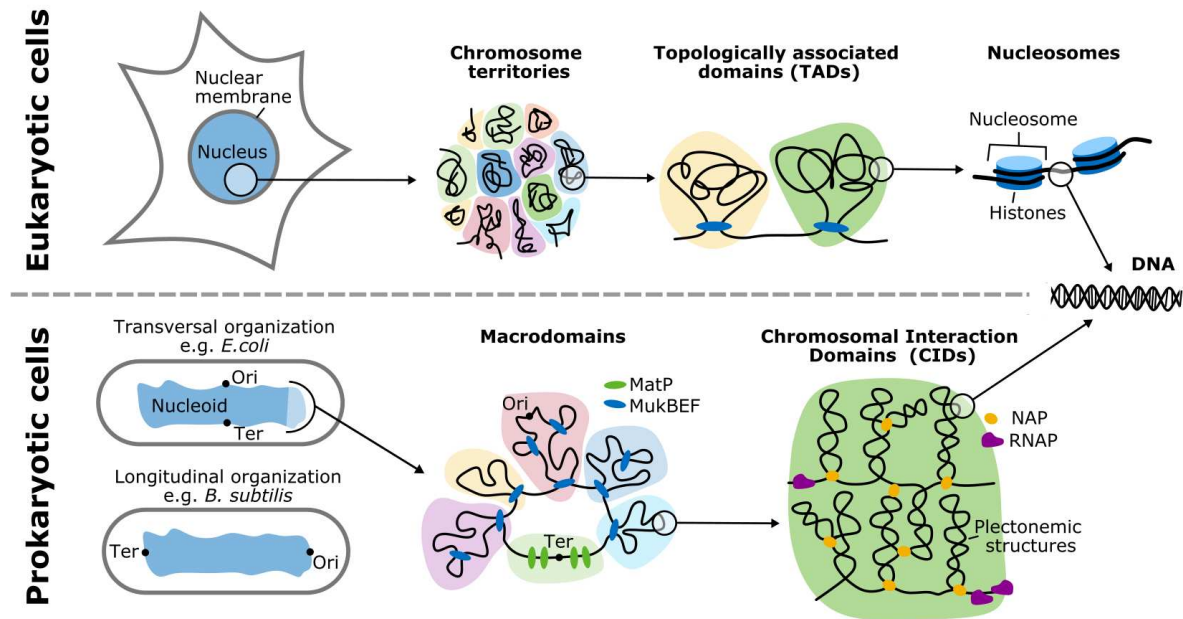 Eukaryotic cells
Nuclear
membrane
Nucleus
Chromosome
territories
Topologically associated
domains (TADs)
Nucleosomes
Nucleosome
Histones
DNA
Prokaryotic cells
Transversal organization
e.g. E.coli
Ori
Nucleoid
Ter
Longitudinal organization
e.g. B. subtilis
Ter
Ori
Macrodomains
MatP
MukBEF
Ori
Ter
Chromosomal Interaction
Domains (CIDs)
NAP
RNAP
Plectonemic
structures